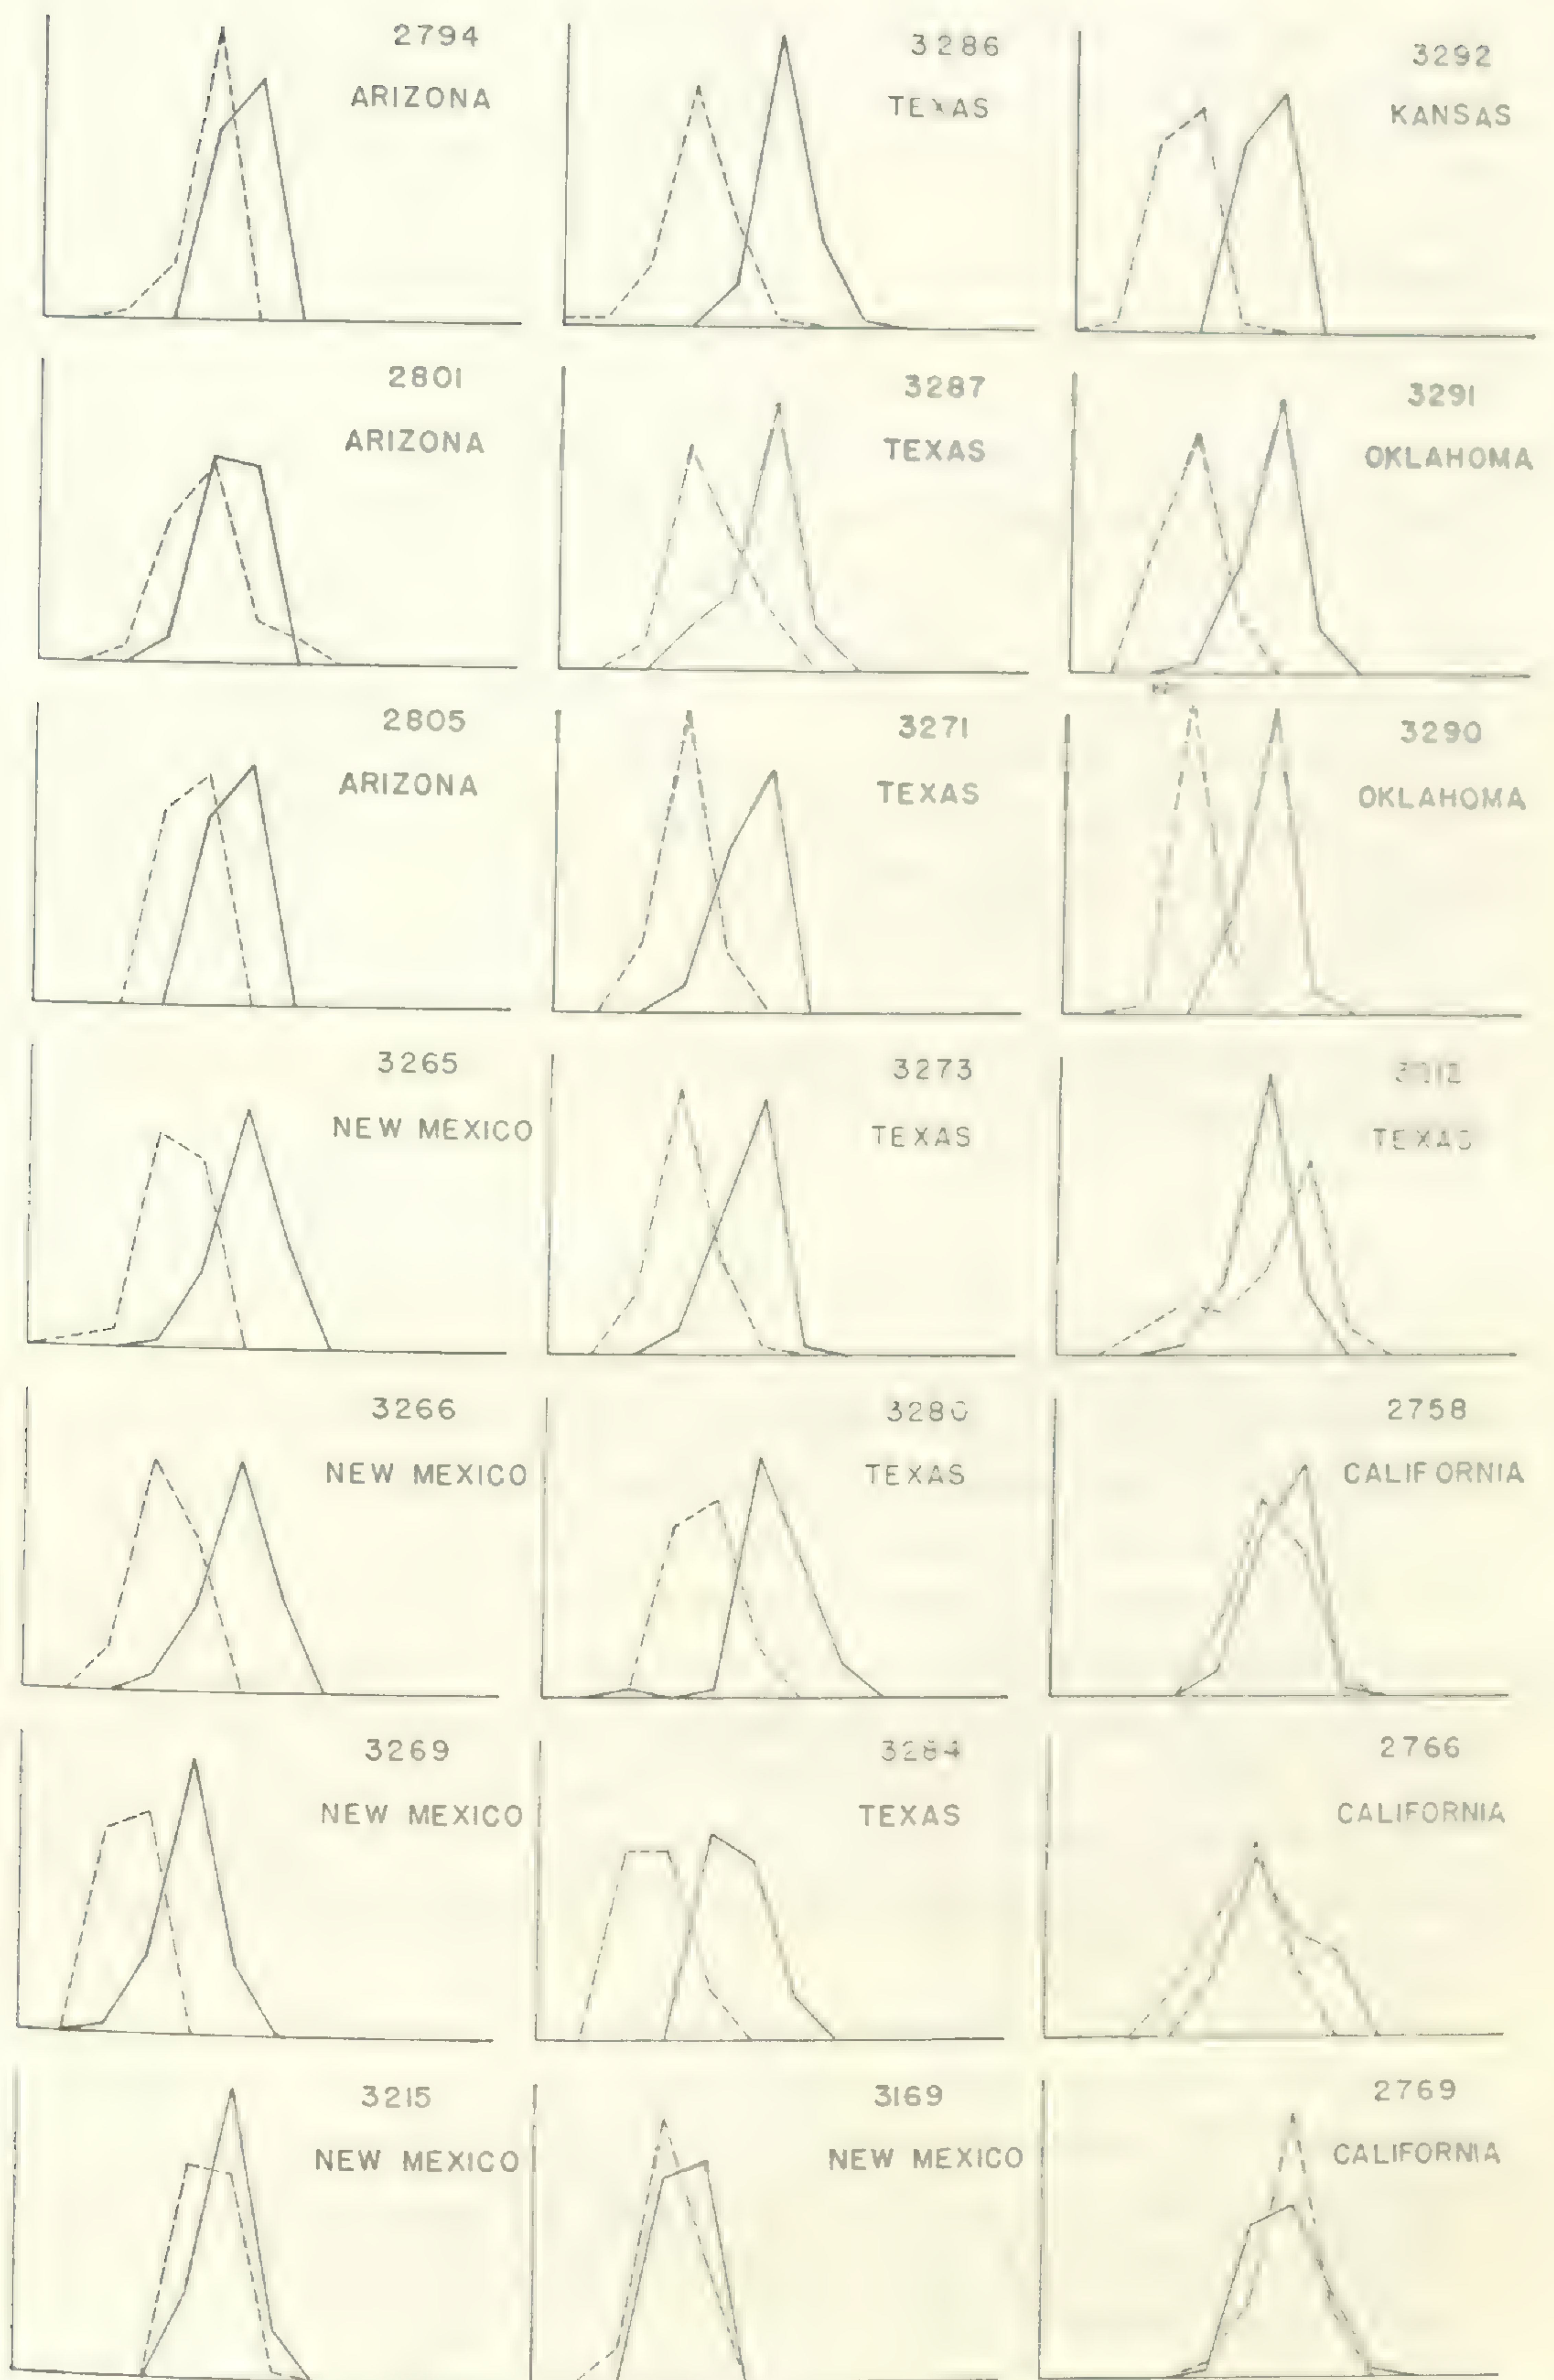 2794
ARIZONA
3286
TEXAS
3292
KANSAS
2801
ARIZONA
3287
TEXAS
3291
OKLAHOMA
2805
ARIZONA
3271
TEXAS
3290
OKLAHOMA
3265
NEW MEXICO
3273
TEXAS
TEXAS
3266
NEW MEXICO
3280
TEXAS
2758
CALIFORNIA
3269
NEW MEXICO
3284
TEXAS
2766
CALIFORNIA
3215
NEW MEXICO
3169
NEW MEXICO
2769
CALIFORNIA